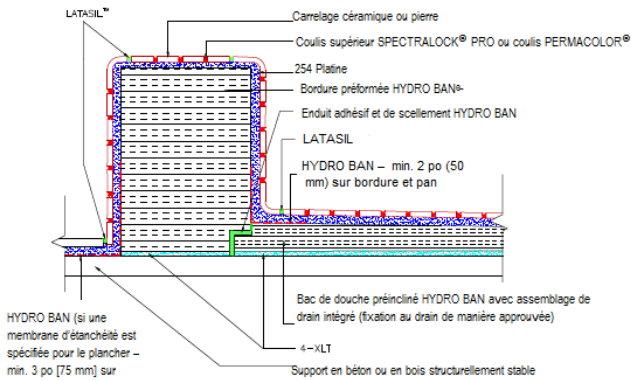 LATASIL™
Carrelage céramique ou pierre
Coulis supérieur SPECTRALOCK® PRO ou coulis PERMACOLOR®
254 Platine
Bordure préformée HYDRO BAN®
Enduit adhésif et de scellement HYDRO BAN
LATASIL
HYDRO BAN – min. 2 po (50
mm) sur bordure et pan
HYDRO BAN (si une
membrane d'étanchéité est
spécifiée pour le plancher –
min. 3 po [75 mm] sur
Bac de douche préincliné HYDRO BAN avec assemblage de
drain intégré (fixation au drain de manière approuvée)
4-XLT
Support en béton ou en bois structurellement stable